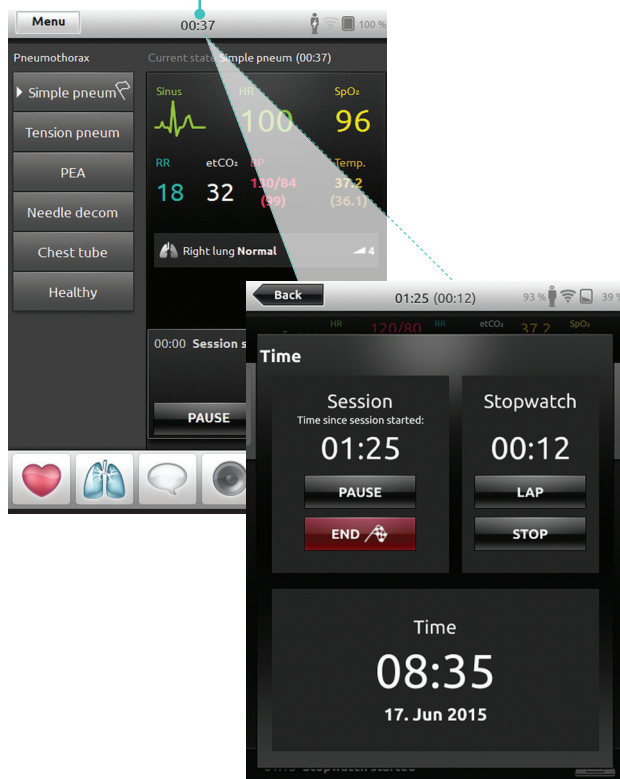 Menu
00:37
100 %
Pneumothorax
Current state Simple pneum (00:37)
Simple pneum
Tension pneum
PEA
Needle decom
Chest tube
Healthy
Sinus
HR
100
SpO₂
96
RR
18
etCO₂
32
BP
130/84
(99)
Temp.
37.2
(36.1)
Right lung Normal
4
00:00 Session s
PAUSE
Back
01:25 (00:12)
93 %
39 %
HR
120/80
RR
etCO₂
37.2
SpO₂
Time
Session
Time since session started:
01:25
PAUSE
END
Stopwatch
00:12
LAP
STOP
Time
08:35
17. Jun 2015
Stopwatch started